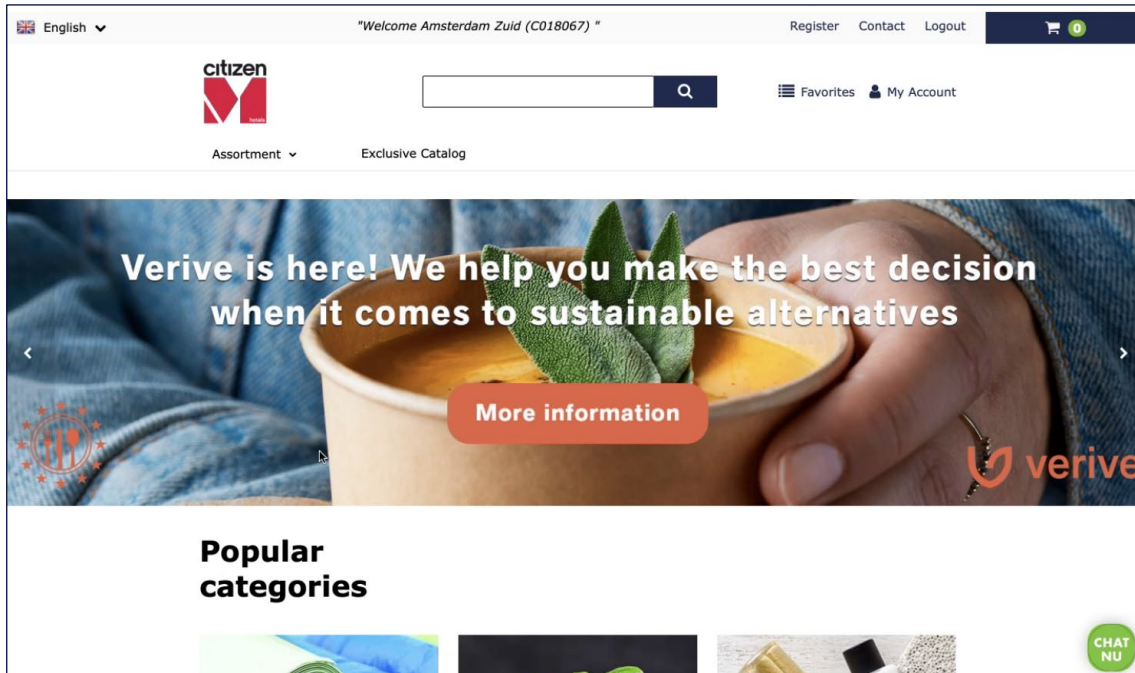 English
"Welcome Amsterdam Zuid (C018067) "
Register Contact Logout
0
citizen
M
hotels
Favorites My Account
Assortment Exclusive Catalog
Verive is here! We help you make the best decision
when it comes to sustainable alternatives
More information
verive
Popular
categories
CHAT
NU